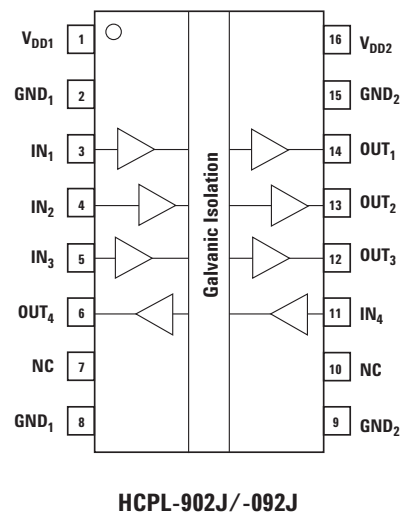 VDD1 1 16 VDD2
GND1 2 15 GND2
IN1 3 14 OUT1
IN2 4 13 OUT2
IN3 5 12 OUT3
OUT4 6 11 IN4
NC 7 10 NC
GND1 8 9 GND2
Galvanic Isolation
HCPL-902J/-092J